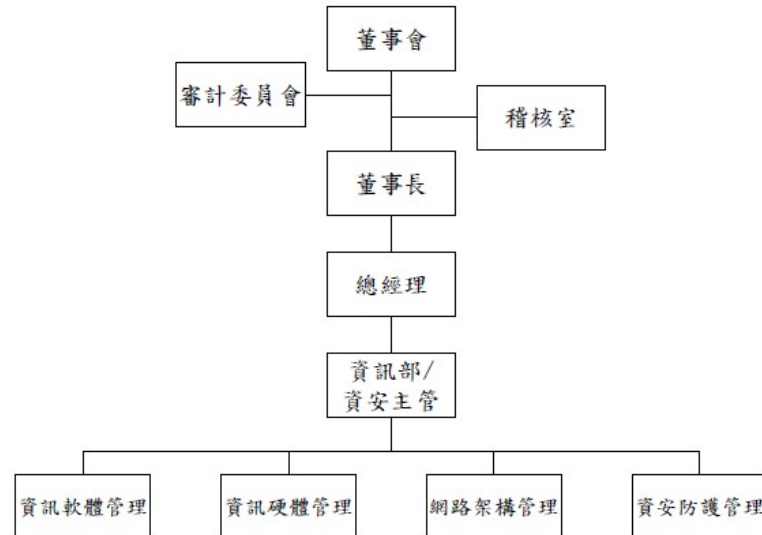 董事會
審計委員會
稽核室
董事長
總經理
資訊部/
資安主管
資訊軟體管理
資訊硬體管理
網路架構管理
資安防護管理